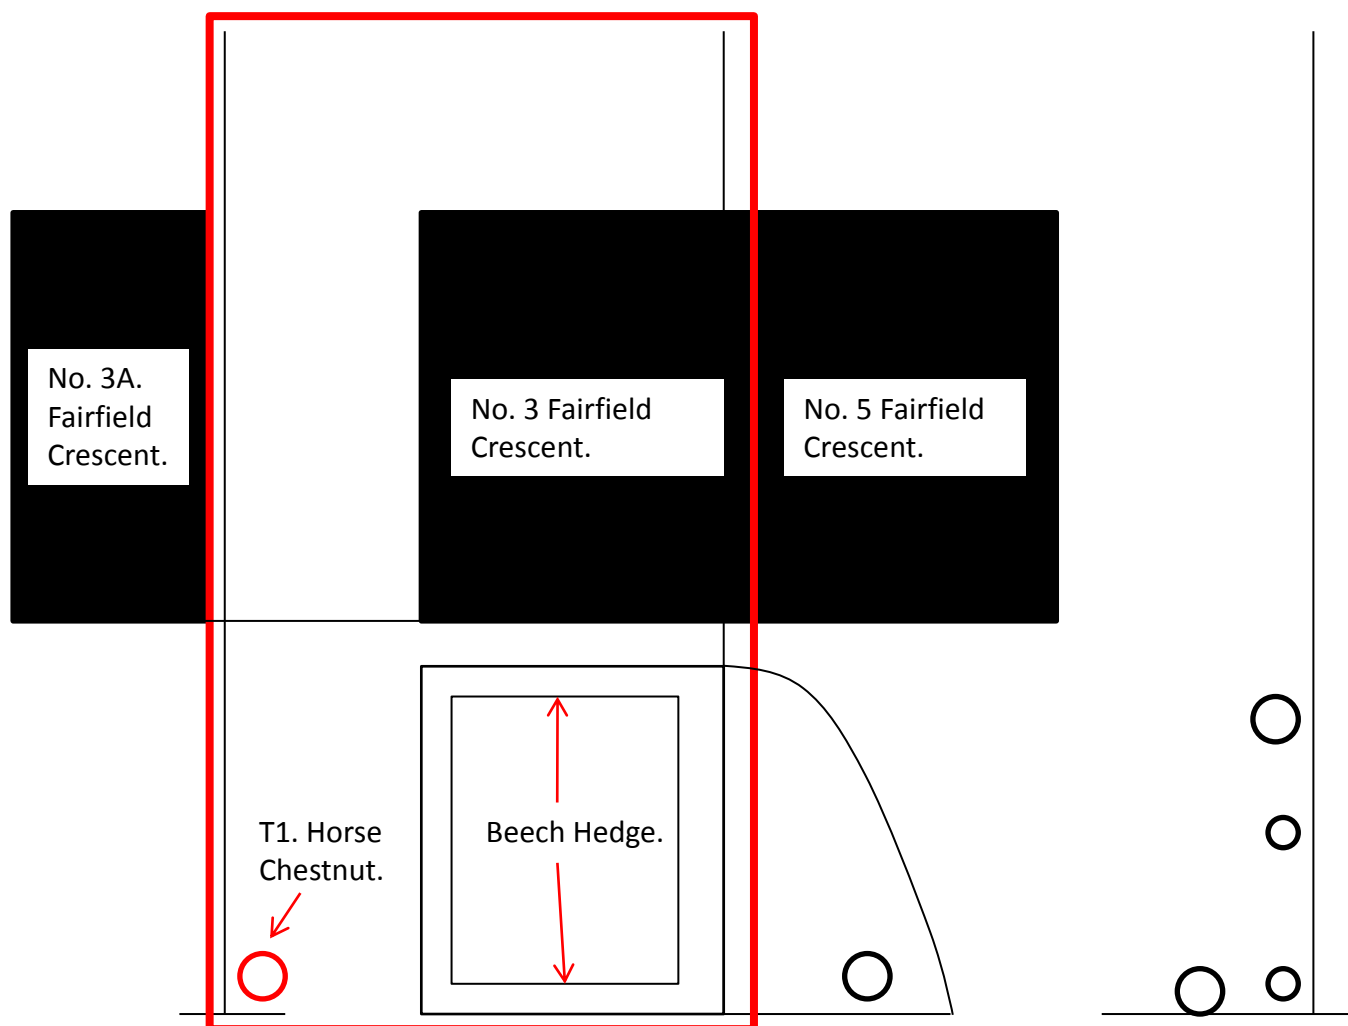 No. 3A.
Fairfield
Crescent.
No. 3 Fairfield
Crescent.
No. 5 Fairfield
Crescent.
T1. Horse
Chestnut.
Beech Hedge.